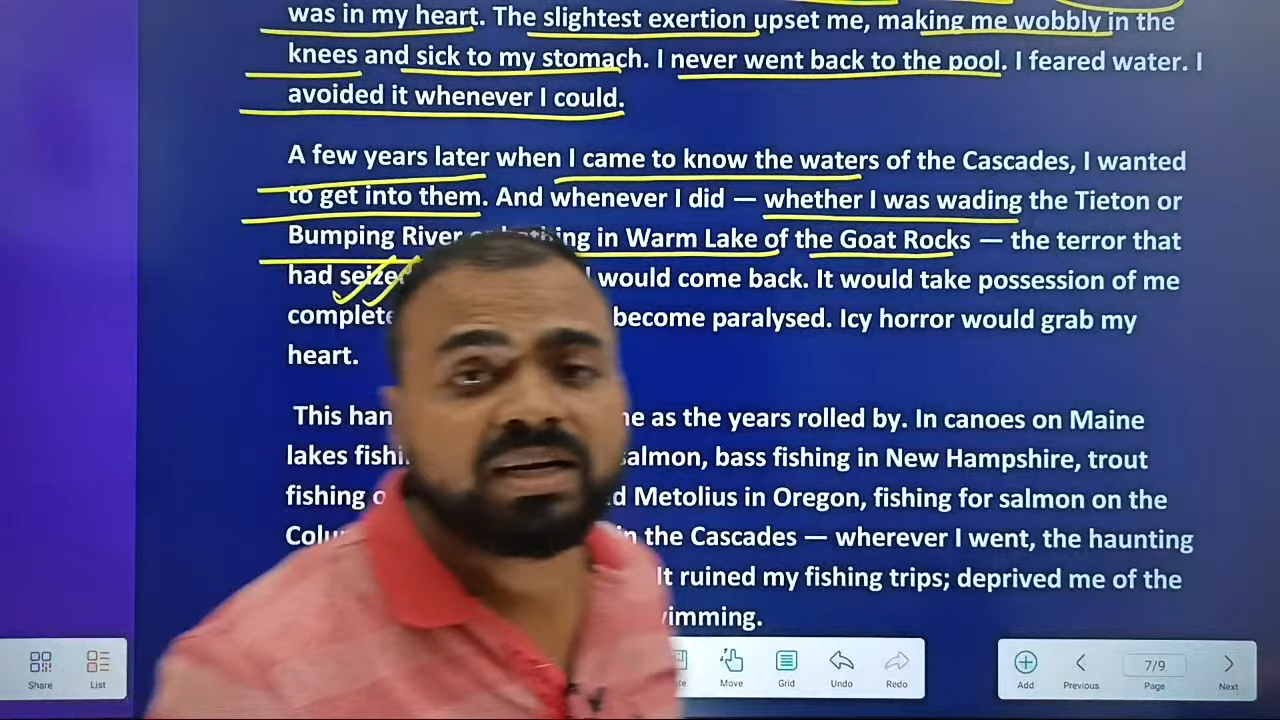 was in my heart. The slightest exertion upset me, making me wobbly in the
knees and sick to my stomach. I never went back to the pool. I feared water. I
avoided it whenever I could.
A few years later when I came to know the waters of the Cascades, I wanted
to get into them. And whenever I did — whether I was wading the Tieton or
Bumping River bathing in Warm Lake of the Goat Rocks — the terror that
had seized would come back. It would take possession of me
become paralysed. Icy horror would grab my
heart.
This as the years rolled by. In canoes on Maine
lakes salmon, bass fishing in New Hampshire, trout
fishing Metolius in Oregon, fishing for salmon on the
the Cascades — wherever I went, the haunting
It ruined my fishing trips; deprived me of the
Share
List
Move
Grid
Undo
Redo
Add
Previous
7/9
Page
Next